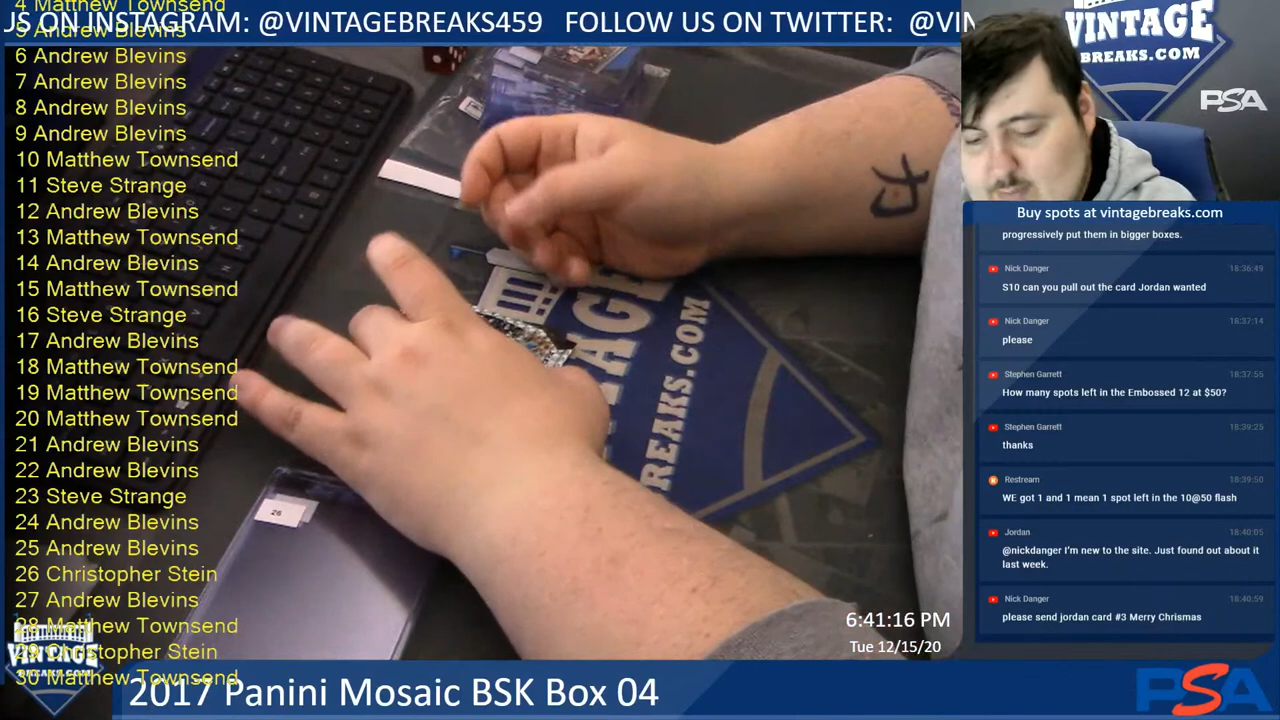 JS ON INSTAGRAM: @VINTAGEBREAKS459 FOLLOW US ON TWITTER: @VIN
4 Matthew Townsend
5 Andrew Blevins
6 Andrew Blevins
7 Andrew Blevins
8 Andrew Blevins
9 Andrew Blevins
10 Matthew Townsend
11 Steve Strange
12 Andrew Blevins
13 Matthew Townsend
14 Andrew Blevins
15 Matthew Townsend
16 Steve Strange
17 Andrew Blevins
18 Matthew Townsend
19 Matthew Townsend
20 Matthew Townsend
21 Andrew Blevins
22 Andrew Blevins
23 Steve Strange
24 Andrew Blevins
25 Andrew Blevins
26 Christopher Stein
27 Andrew Blevins
28 Matthew Townsend
29 Christopher Stein
30 Matthew Townsend
26
VINTAGE
BREAKS.COM
VINTAGE
BREAKS.COM
PSA
Buy spots at vintagebreaks.com
progressively put them in bigger boxes.
Nick Danger 18:36:49
S10 can you pull out the card Jordan wanted
Nick Danger 18:37:14
please
Stephen Garrett 18:37:55
How many spots left in the Embossed 12 at $50?
Stephen Garrett 18:39:25
thanks
Restream 18:39:50
WE got 1 and 1 mean 1 spot left in the 10@50 flash
Jordan 18:40:05
@nickdanger I'm new to the site. Just found out about it
last week.
Nick Danger 18:40:59
please send jordan card #3 Merry Chrismas
6:41:16 PM
Tue 12/15/20
2017 Panini Mosaic BSK Box 04
PSA
TAGE
REAKS.COM